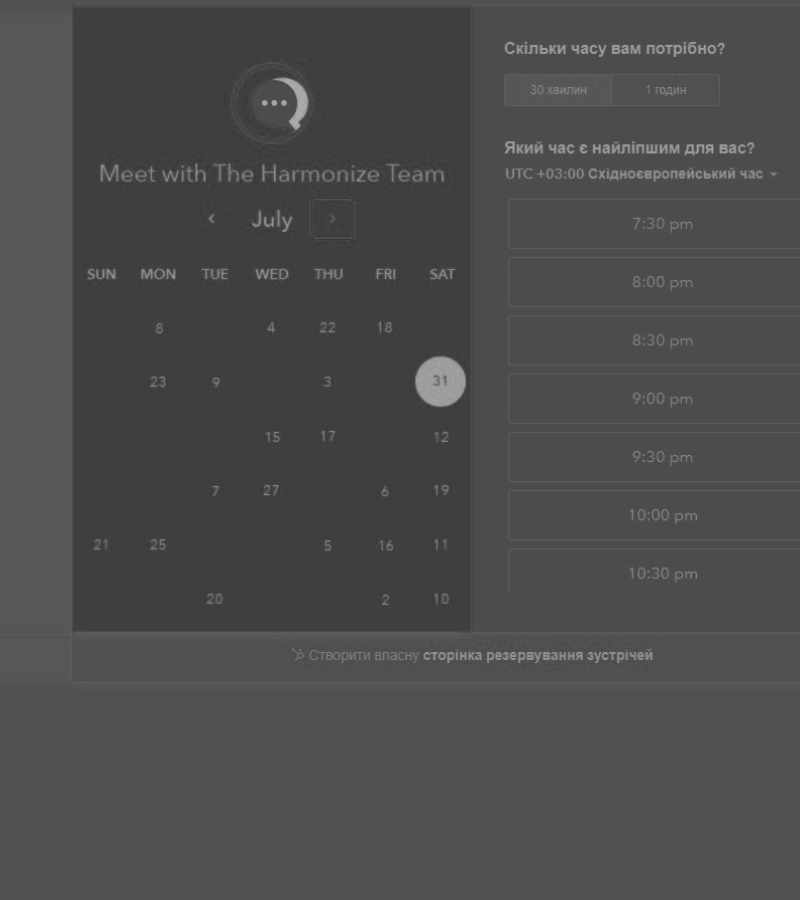 Meet with The Harmonize Team
July
SUN MON TUE WED THU FRI SAT
8 4 22 18
23 9 3 31
15 17 12
7 27 6 19
21 25 5 16 11
20 2 10
Скільки часу вам потрібно?
30 хвилин 1 годин
Який час є найліпшим для вас?
UTC +03:00 Східноєвропейський час
7:30 pm
8:00 pm
8:30 pm
9:00 pm
9:30 pm
10:00 pm
10:30 pm
Створити власну сторінка резервування зустрічей